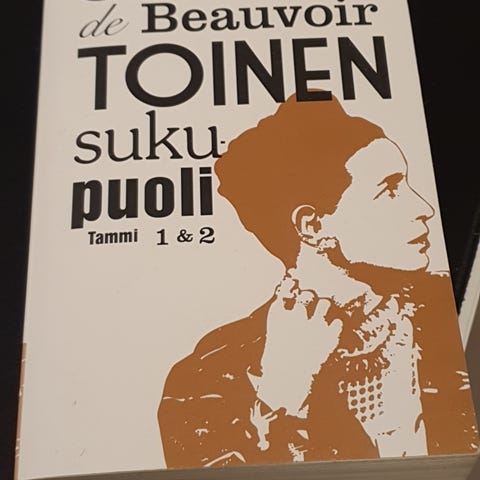 de Beauvoir
TOINEN
suku-
puoli
Tammi 1 & 2